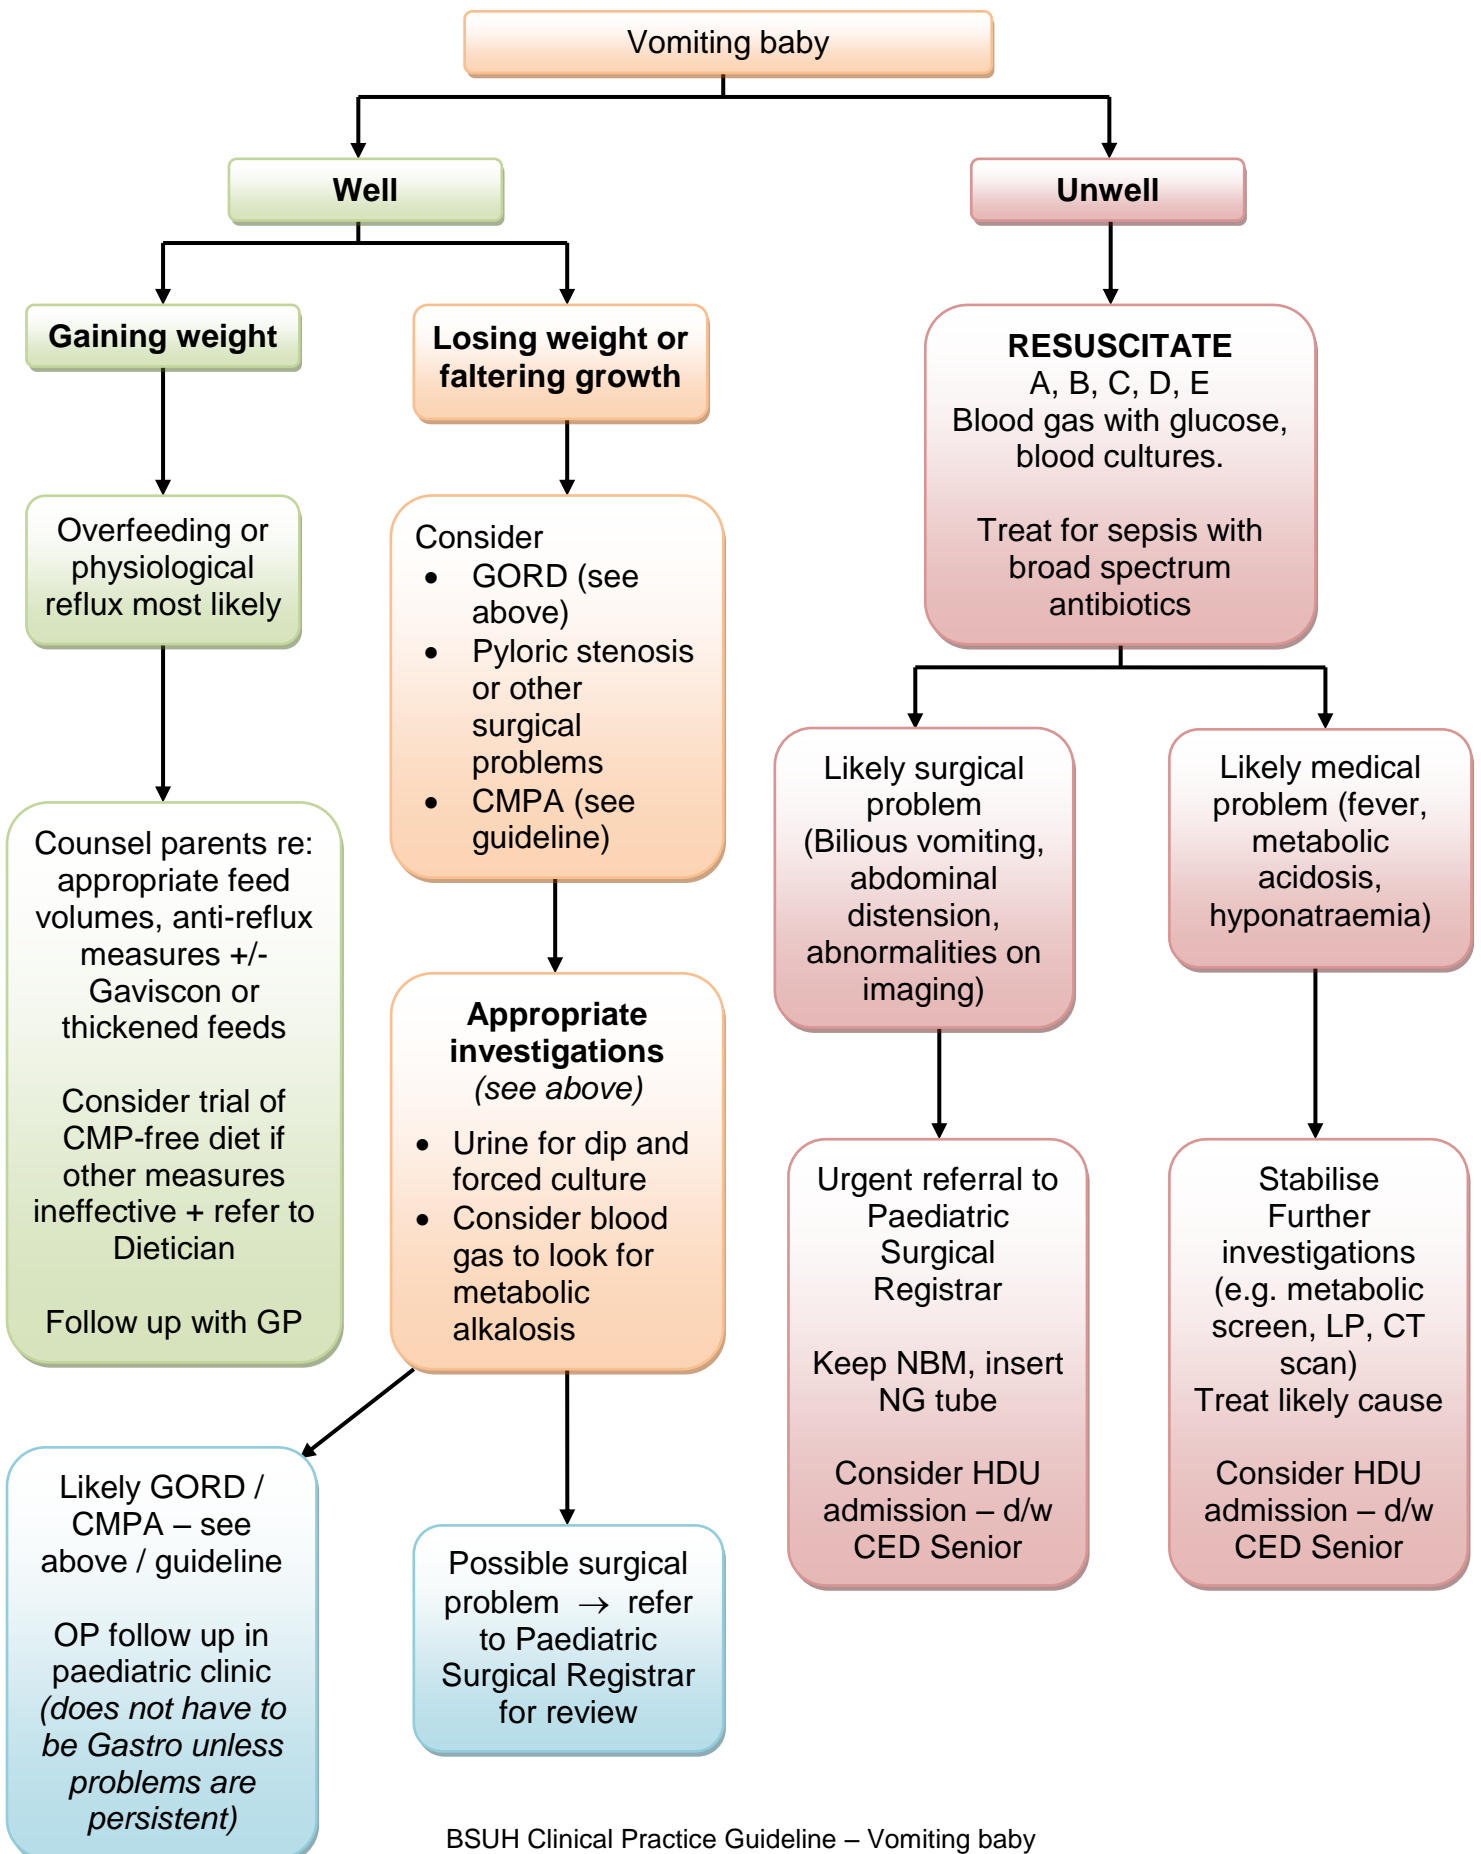 Vomiting baby
Well
Unwell
Gaining weight
Losing weight or
faltering growth
RESUSCITATE
A, B, C, D, E
Blood gas with glucose,
blood cultures.
Treat for sepsis with
broad spectrum
antibiotics
Overfeeding or
physiological
reflux most likely
Consider
• GORD (see
above)
• Pyloric stenosis
or other
surgical
problems
• CMPA (see
guideline)
Likely surgical
problem
(Bilious vomiting,
abdominal
distension,
abnormalities on
imaging)
Likely medical
problem (fever,
metabolic
acidosis,
hyponatraemia)
Counsel parents re:
appropriate feed
volumes, anti-reflux
measures +/-
Gaviscon or
thickened feeds
Consider trial of
CMP-free diet if
other measures
ineffective + refer to
Dietician
Follow up with GP
Appropriate
investigations
(see above)
• Urine for dip and
forced culture
• Consider blood
gas to look for
metabolic
alkalosis
Urgent referral to
Paediatric
Surgical
Registrar
Keep NBM, insert
NG tube
Consider HDU
admission – d/w
CED Senior
Stabilise
Further
investigations
(e.g. metabolic
screen, LP, CT
scan)
Treat likely cause
Consider HDU
admission – d/w
CED Senior
Likely GORD /
CMPA – see
above / guideline
OP follow up in
paediatric clinic
(does not have to
be Gastro unless
problems are
persistent)
Possible surgical
problem → refer
to Paediatric
Surgical Registrar
for review
BSUH Clinical Practice Guideline – Vomiting baby